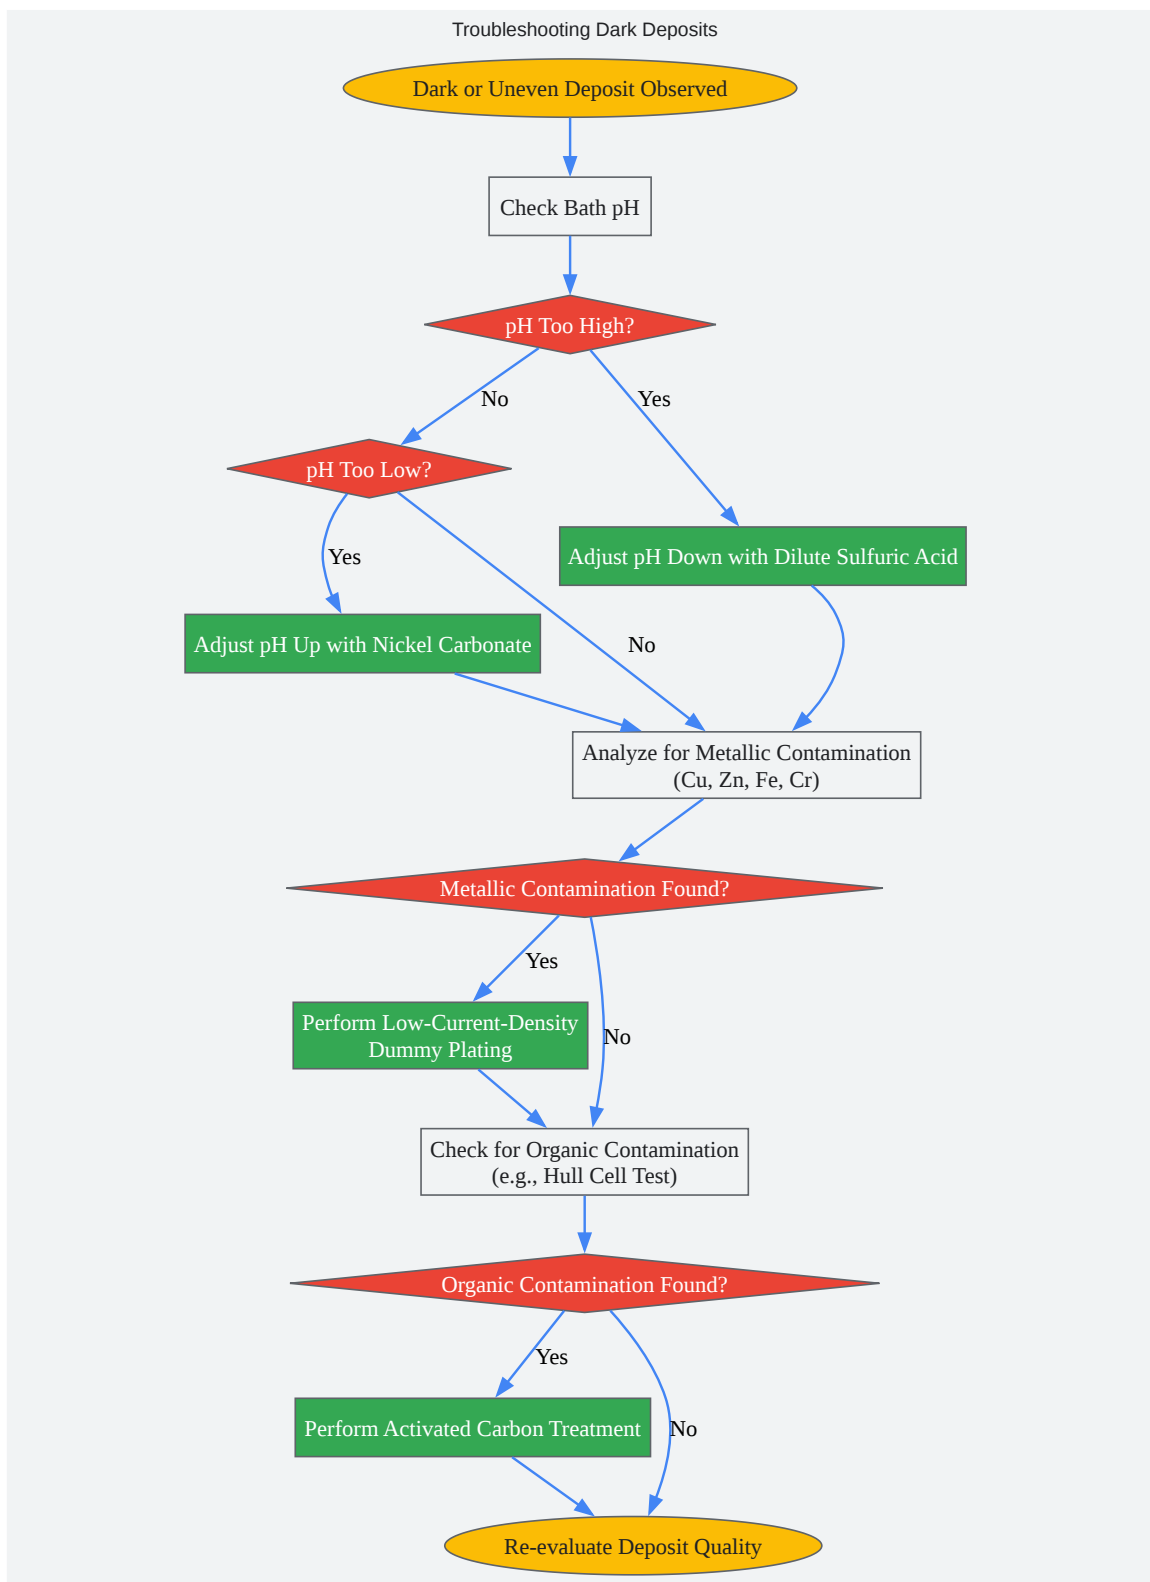 Troubleshooting Dark Deposits
Dark or Uneven Deposit Observed
Check Bath pH
pH Too High?
No
Yes
pH Too Low?
Yes
Adjust pH Down with Dilute Sulfuric Acid
Adjust pH Up with Nickel Carbonate
No
Analyze for Metallic Contamination
(Cu, Zn, Fe, Cr)
Metallic Contamination Found?
Yes
Perform Low-Current-Density
Dummy Plating
No
Check for Organic Contamination
(e.g., Hull Cell Test)
Organic Contamination Found?
Yes
Perform Activated Carbon Treatment
No
Re-evaluate Deposit Quality